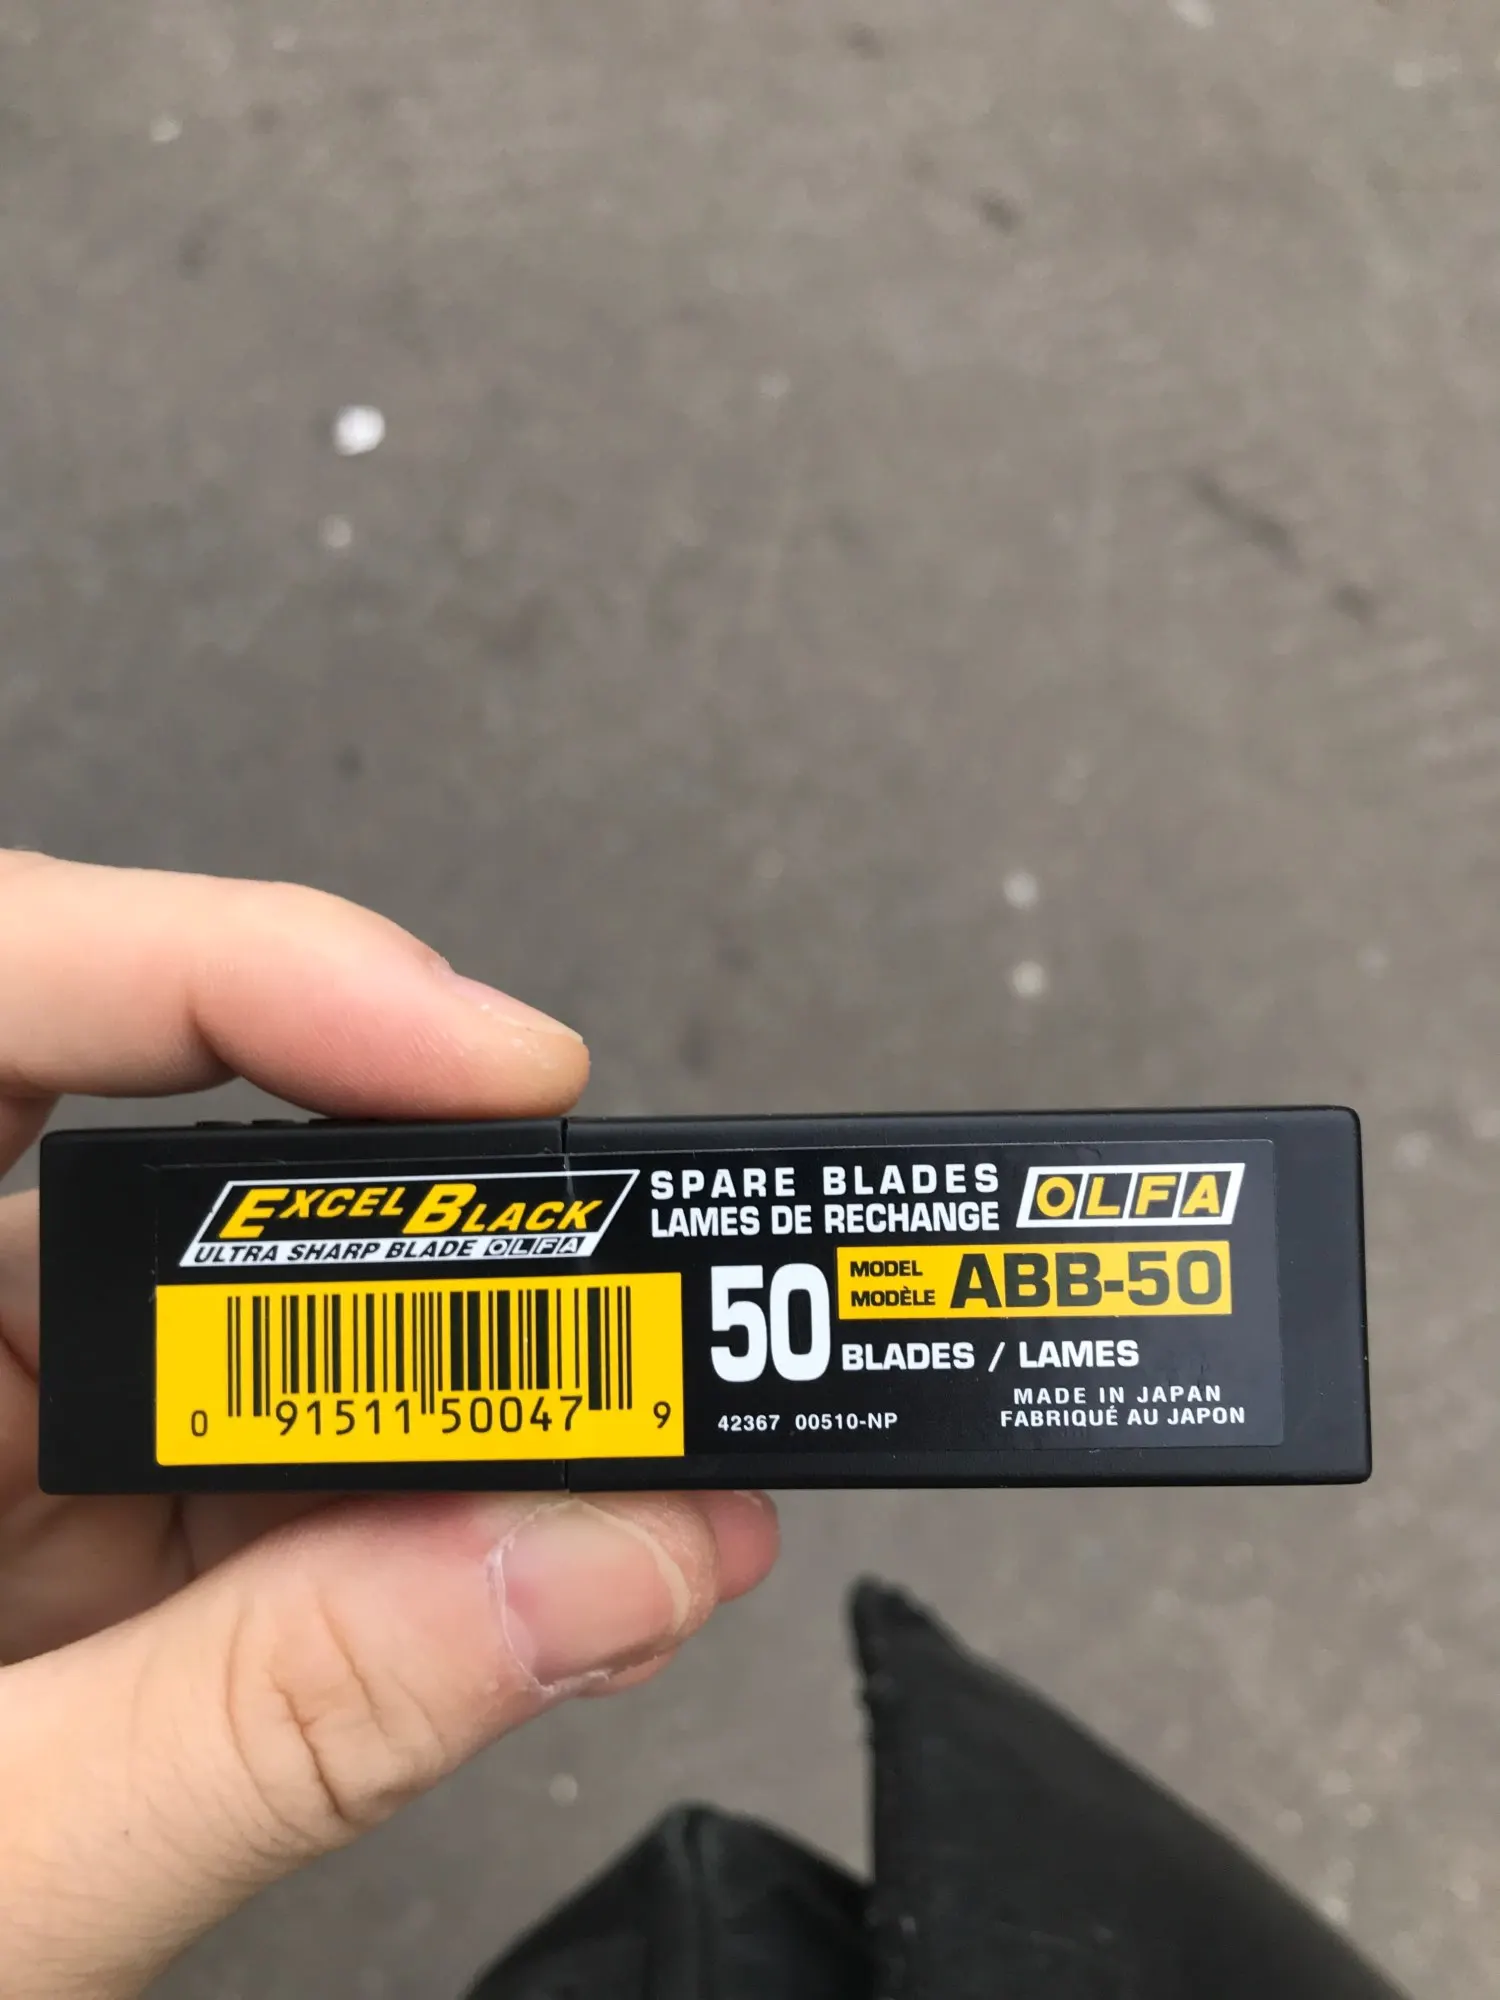 EXCEL BLACK
ULTRA SHARP BLADE OLFA
SPARE BLADES
LAMES DE RECHANGE
OLFA
50
MODEL
MODÈLE
ABB-50
BLADES / LAMES
MADE IN JAPAN
FABRIQUÉ AU JAPON
42367 00510-NP
0 91511 50047 9